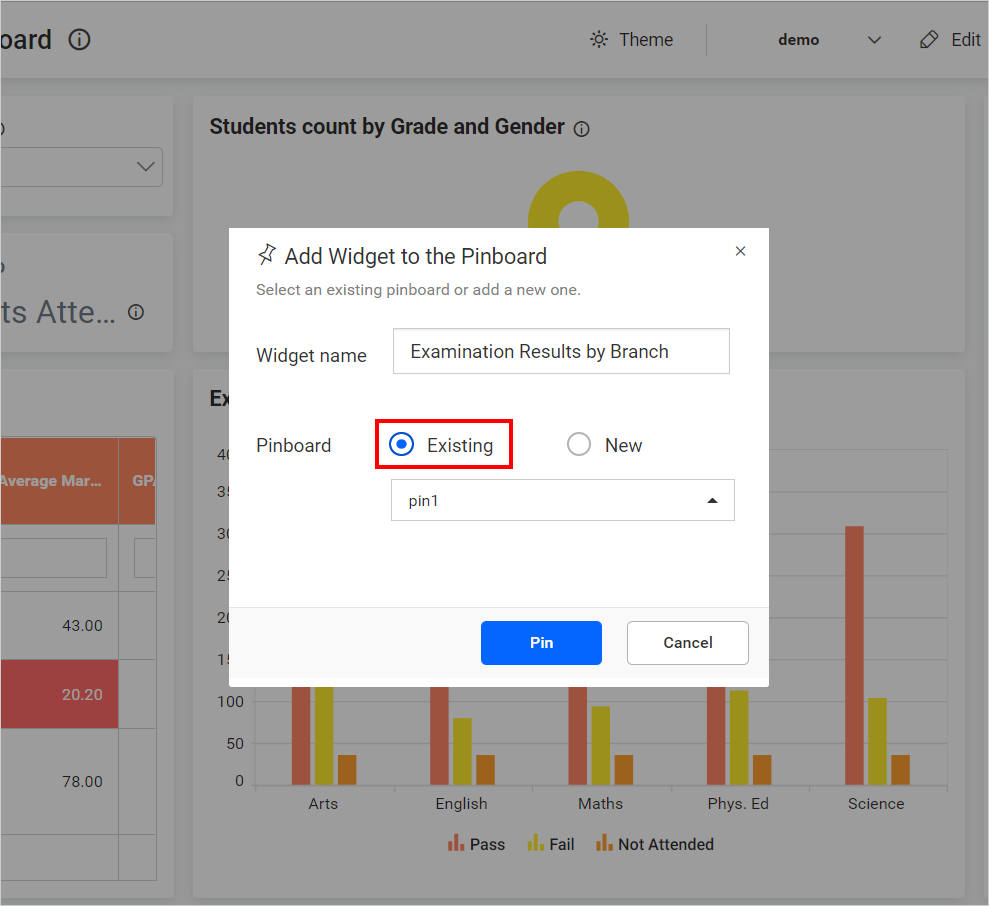 oard
Theme
demo
Edit
Students count by Grade and Gender
ts Atte...
Add Widget to the Pinboard
Select an existing pinboard or add a new one.
Widget name
Examination Results by Branch
Pinboard
Existing
New
pin1
Pin
Cancel
Average Mar...
GPA
43.00
20.20
78.00
Ex
40
35
30
25
20
15
100
50
0
Arts
English
Maths
Phys. Ed
Science
Pass
Fail
Not Attended